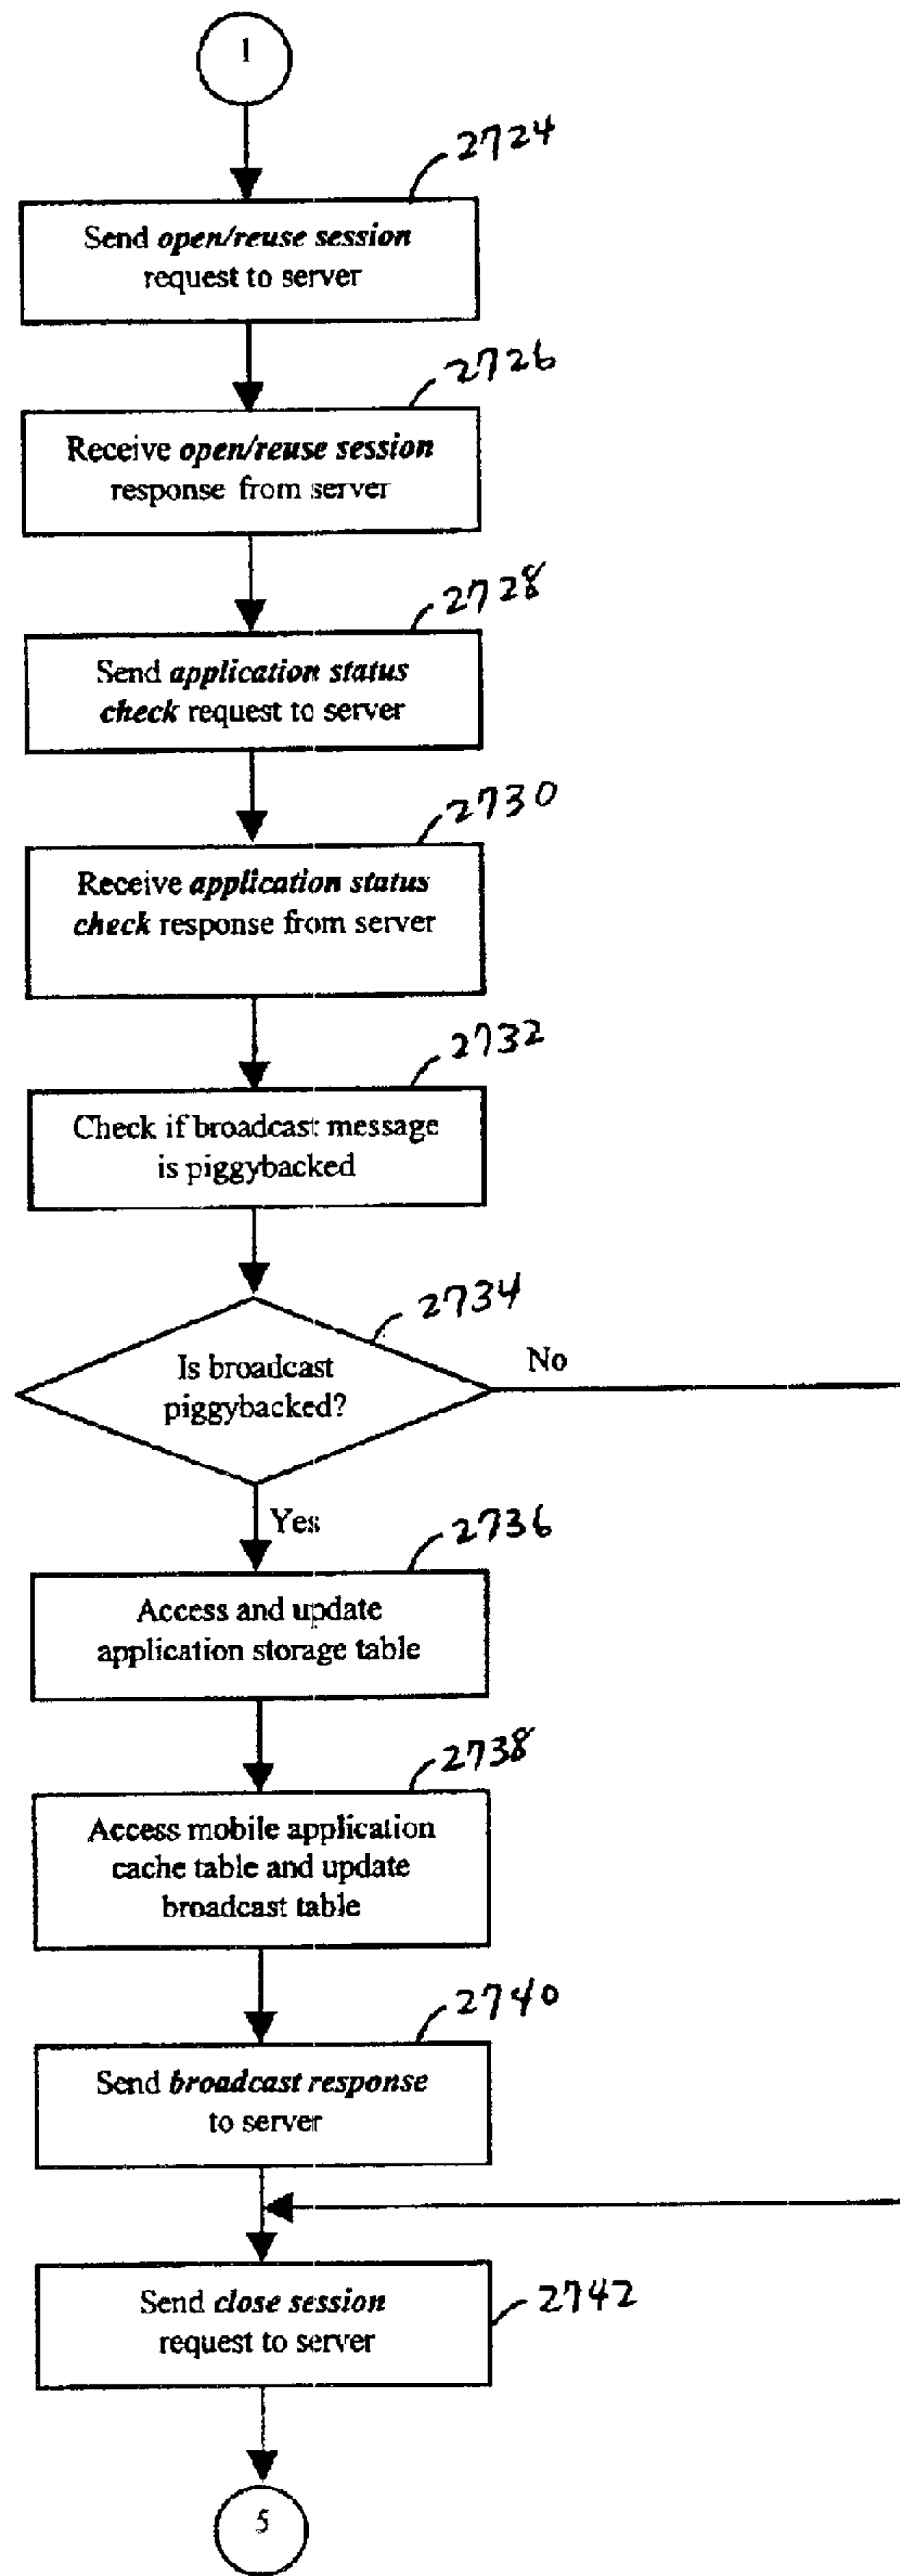 1
2724
Send open/reuse session
request to server
2726
Receive open/reuse session
response from server
2728
Send application status
check request to server
2730
Receive application status
check response from server
2732
Check if broadcast message
is piggybacked
2734
Is broadcast
piggybacked?
No
Yes
2736
Access and update
application storage table
2738
Access mobile application
cache table and update
broadcast table
2740
Send broadcast response
to server
Send close session
request to server
2742
5